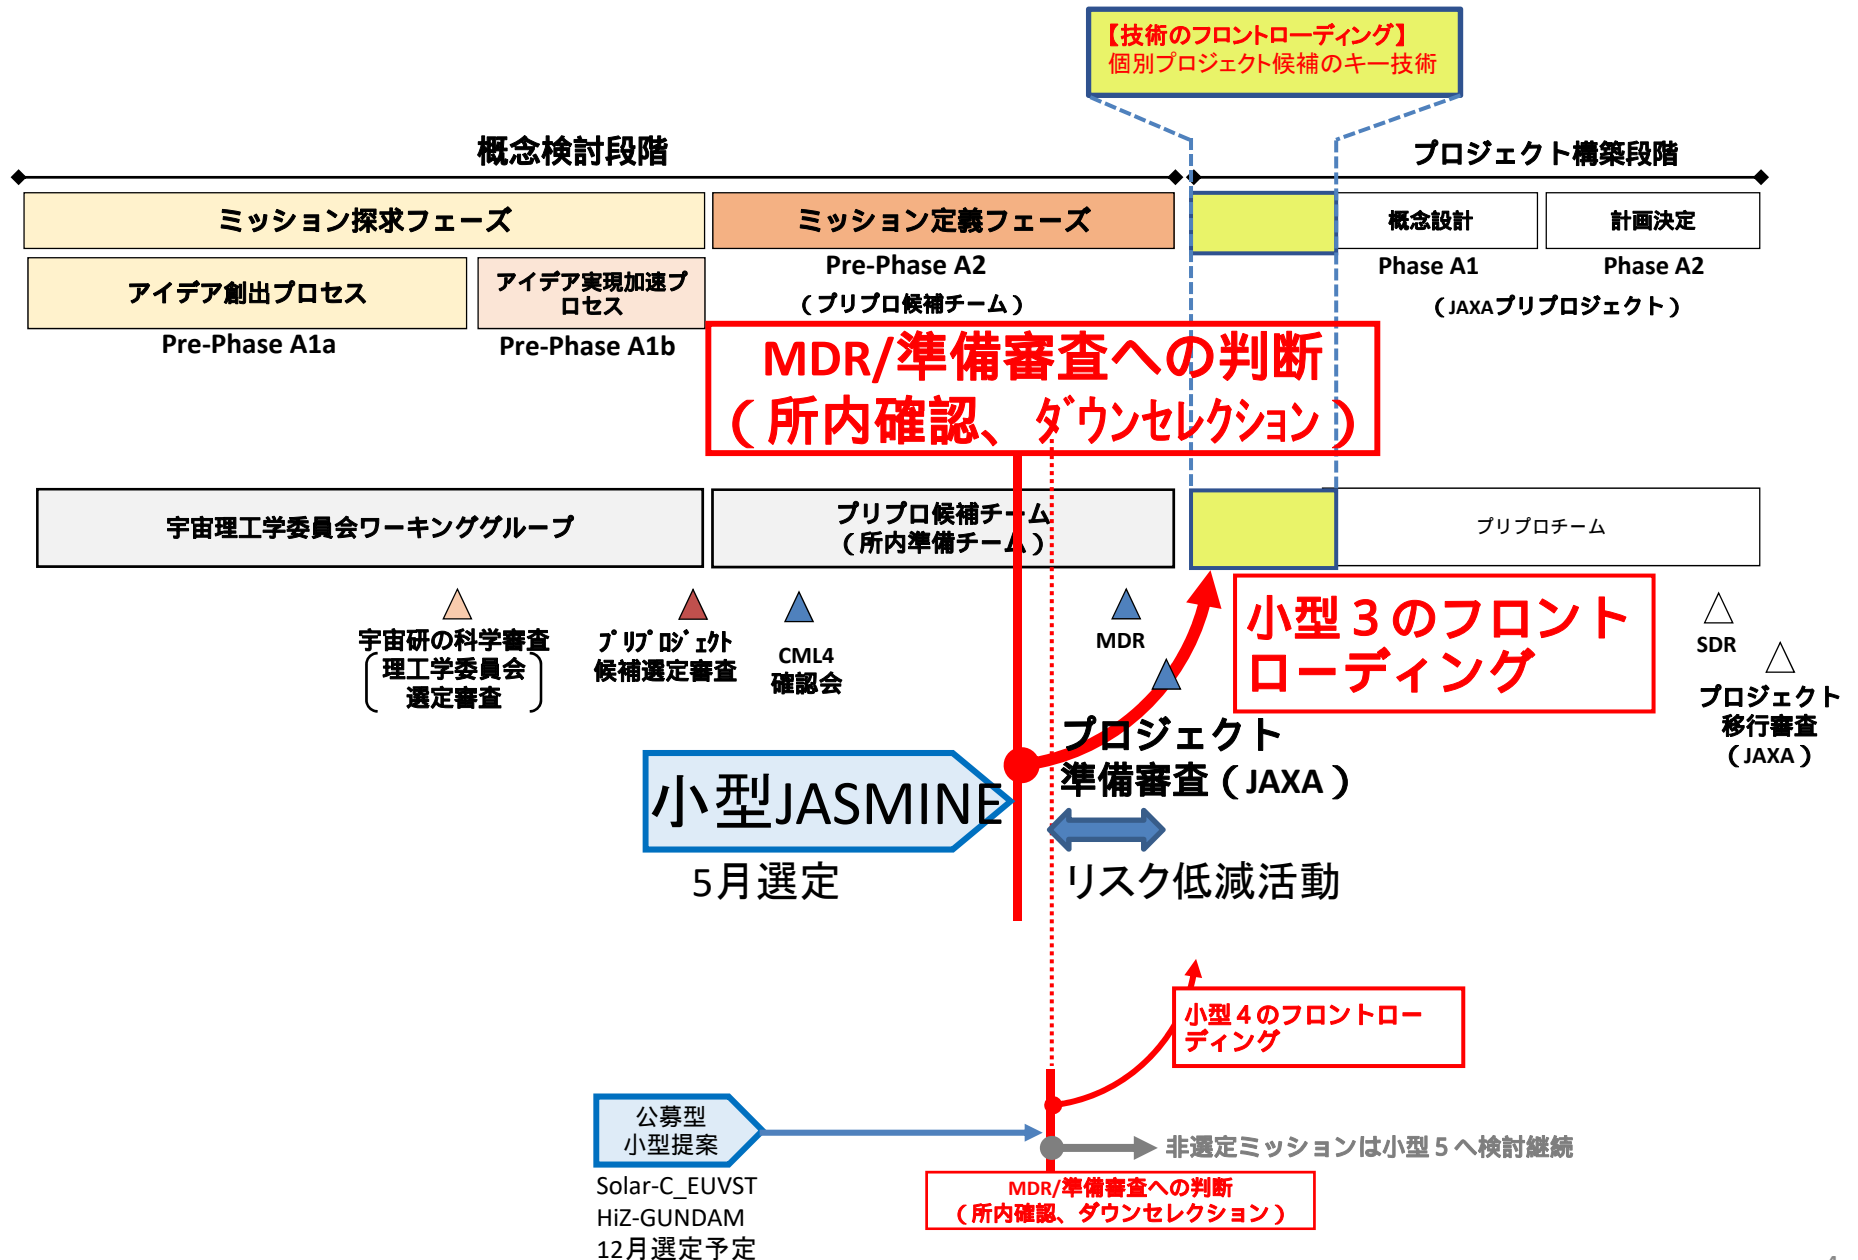 【技術のフロントローディング】
個別プロジェクト候補のキー技術
概念検討段階
プロジェクト構築段階
ミッション探求フェーズ
ミッション定義フェーズ
概念設計
計画決定
アイデア創出プロセス
アイデア実現加速プ
ロセス
Pre-Phase A2
（プリプロ候補チーム）
Phase A1
Phase A2
（JAXAプリプロジェクト）
Pre-Phase A1a
Pre-Phase A1b
MDR/準備審査への判断
（所内確認、ダウンセレクション）
宇宙理工学委員会ワーキンググループ
プリプロ候補チーム
（所内準備チーム）
プリプロチーム
宇宙研の科学審査
理工学委員会
選定審査
プリプロジェクト
候補選定審査
CML4
確認会
MDR
小型３のフロント
ローディング
SDR
プロジェクト
移行審査
（JAXA）
プロジェクト
準備審査（JAXA）
小型JASMINE
5月選定
リスク低減活動
小型４のフロントロー
ディング
公募型
小型提案
非選定ミッションは小型５へ検討継続
Solar-C_EUVST
HiZ-GUNDAM
12月選定予定
MDR/準備審査への判断
（所内確認、ダウンセレクション）